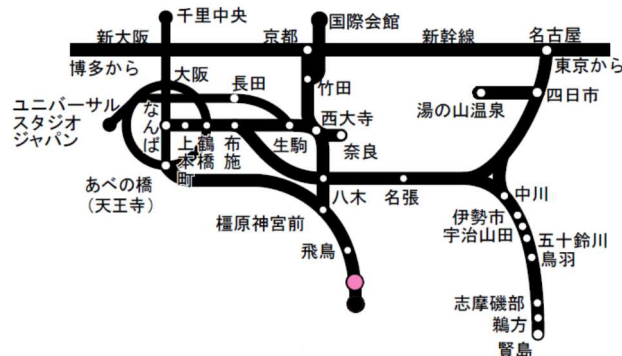 千里中央
国際会館
新大阪
京都
新幹線
名古屋
博多から
東京から
大阪
長田
竹田
湯の山温泉
四日市
ユニバーサル
スタジオ
ジャパン
なんば
西大寺
上本町
鶴橋
布施
生駒
奈良
あべの橋
(天王寺)
八木
名張
中川
橿原神宮前
伊勢市
宇治山田
五十鈴川
飛鳥
鳥羽
志摩磯部
鵜方
賢島